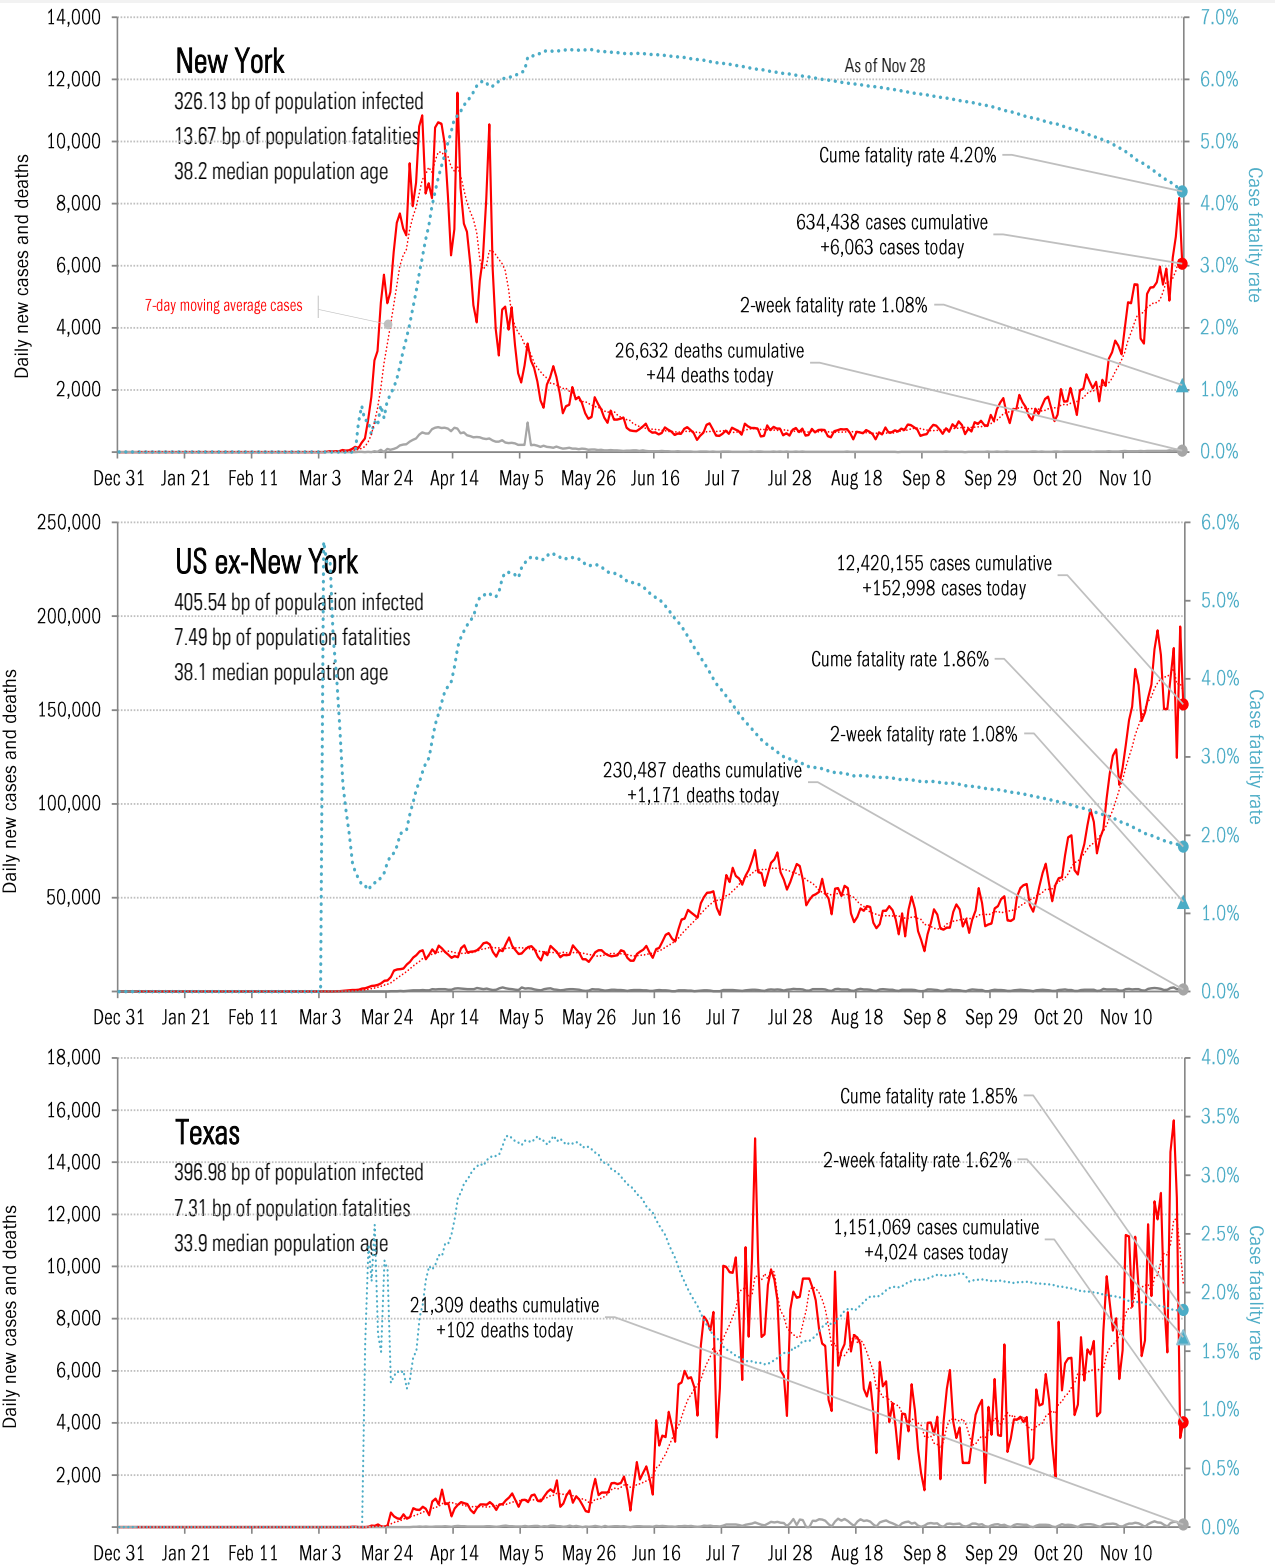 14,000
12,000
10,000
8,000
6,000
4,000
2,000
Daily new cases and deaths
7.0%
6.0%
5.0%
4.0%
3.0%
2.0%
1.0%
0.0%
Case fatality rate
New York
326.13 bp of population infected
13.67 bp of population fatalities
38.2 median population age
As of Nov 28
Cume fatality rate 4.20%
634,438 cases cumulative
+6,063 cases today
7-day moving average cases
2-week fatality rate 1.08%
26,632 deaths cumulative
+44 deaths today
Dec 31 Jan 21 Feb 11 Mar 3 Mar 24 Apr 14 May 5 May 26 Jun 16 Jul 7 Jul 28 Aug 18 Sep 8 Sep 29 Oct 20 Nov 10
250,000
200,000
150,000
100,000
50,000
Daily new cases and deaths
6.0%
5.0%
4.0%
3.0%
2.0%
1.0%
0.0%
Case fatality rate
US ex-New York
405.54 bp of population infected
7.49 bp of population fatalities
38.1 median population age
12,420,155 cases cumulative
+152,998 cases today
Cume fatality rate 1.86%
2-week fatality rate 1.08%
230,487 deaths cumulative
+1,171 deaths today
Dec 31 Jan 21 Feb 11 Mar 3 Mar 24 Apr 14 May 5 May 26 Jun 16 Jul 7 Jul 28 Aug 18 Sep 8 Sep 29 Oct 20 Nov 10
18,000
16,000
14,000
12,000
10,000
8,000
6,000
4,000
2,000
Daily new cases and deaths
4.0%
3.5%
3.0%
2.5%
2.0%
1.5%
1.0%
0.5%
0.0%
Case fatality rate
Texas
396.98 bp of population infected
7.31 bp of population fatalities
33.9 median population age
Cume fatality rate 1.85%
2-week fatality rate 1.62%
1,151,069 cases cumulative
+4,024 cases today
21,309 deaths cumulative
+102 deaths today
Dec 31 Jan 21 Feb 11 Mar 3 Mar 24 Apr 14 May 5 May 26 Jun 16 Jul 7 Jul 28 Aug 18 Sep 8 Sep 29 Oct 20 Nov 10